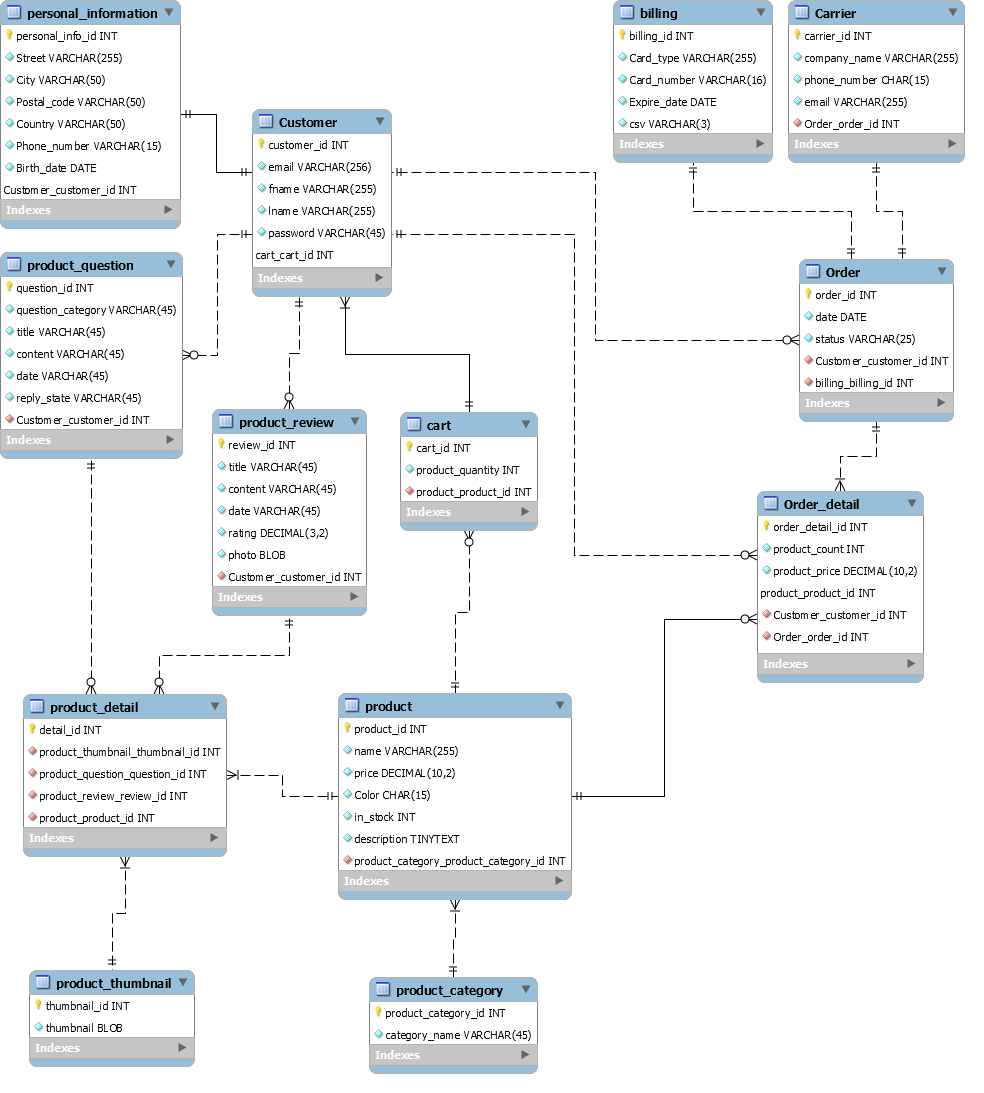 personal_information
personal_info_id INT
Street VARCHAR(255)
City VARCHAR(50)
Postal_code VARCHAR(50)
Country VARCHAR(50)
Phone_number VARCHAR(15)
Birth_date DATE
Customer_customer_id INT
Indexes
billing
billing_id INT
Card_type VARCHAR(255)
Card_number VARCHAR(16)
Expire_date DATE
csv VARCHAR(3)
Indexes
Carrier
carrier_id INT
company_name VARCHAR(255)
phone_number CHAR(15)
email VARCHAR(255)
Order_order_id INT
Indexes
Customer
customer_id INT
email VARCHAR(256)
fname VARCHAR(255)
lname VARCHAR(255)
password VARCHAR(45)
cart_cart_id INT
Indexes
product_question
question_id INT
question_category VARCHAR(45)
title VARCHAR(45)
content VARCHAR(45)
date VARCHAR(45)
reply_state VARCHAR(45)
Customer_customer_id INT
Indexes
Order
order_id INT
date DATE
status VARCHAR(25)
Customer_customer_id INT
billing_billing_id INT
Indexes
product_review
review_id INT
title VARCHAR(45)
content VARCHAR(45)
date VARCHAR(45)
rating DECIMAL(3,2)
photo BLOB
Customer_customer_id INT
Indexes
cart
cart_id INT
product_quantity INT
product_product_id INT
Indexes
Order_detail
order_detail_id INT
product_count INT
product_price DECIMAL(10,2)
product_product_id INT
Customer_customer_id INT
Order_order_id INT
Indexes
product_detail
detail_id INT
product_thumbnail_thumbnail_id INT
product_question_question_id INT
product_review_review_id INT
product_product_id INT
Indexes
product
product_id INT
name VARCHAR(255)
price DECIMAL(10,2)
Color CHAR(15)
in_stock INT
description TINYTEXT
product_category_product_category_id INT
Indexes
product_thumbnail
thumbnail_id INT
thumbnail BLOB
Indexes
product_category
product_category_id INT
category_name VARCHAR(45)
Indexes